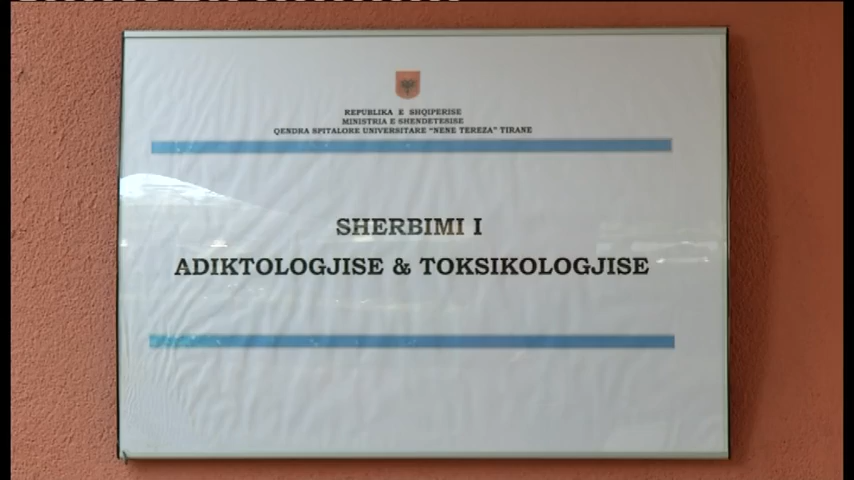 REPUBLIKA E SHQIPERISE
MINISTRIA E SHENDETESISE
QENDRA SPITALORE UNIVERSITARE "NENE TEREZA" TIRANE
SHERBIMI I
ADIKTOLOGJISE & TOKSIKOLOGJISE